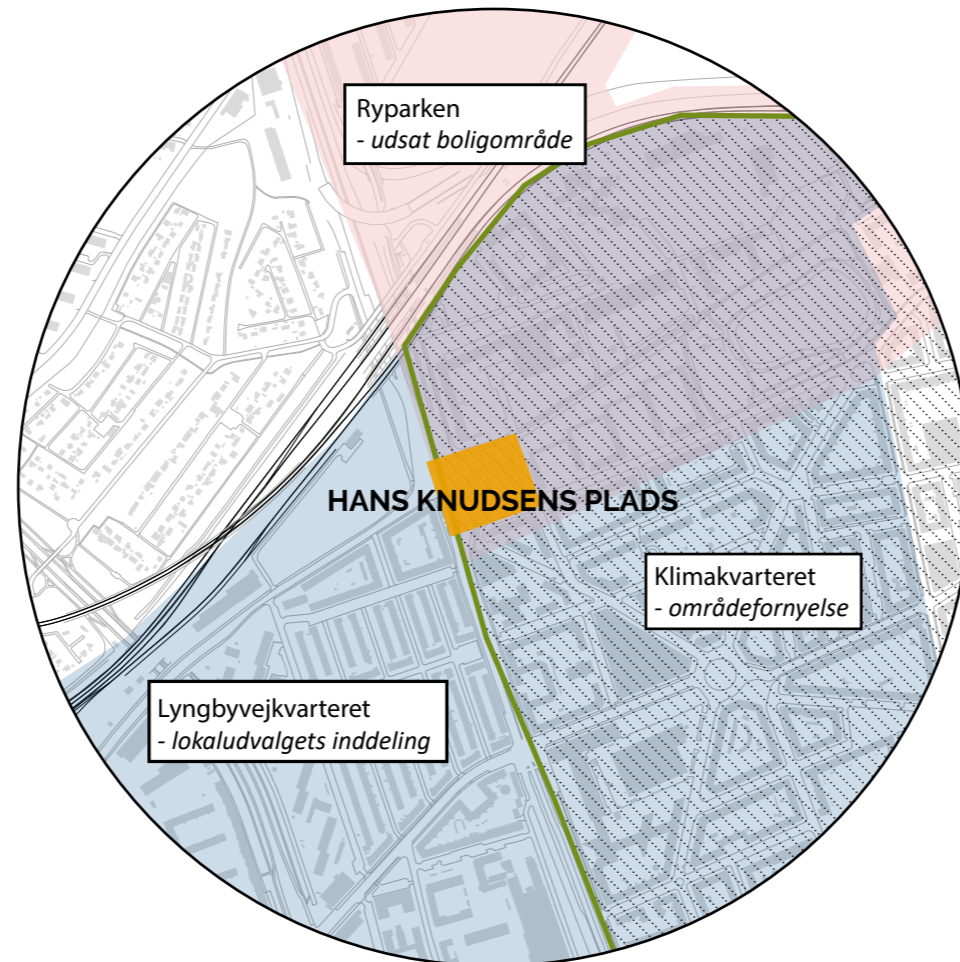 Ryparken
- udsat boligområde
HANS KNUDSENS PLADS
Klimakvarteret
- områdefornyelse
Lyngbyvejkvarteret
- lokaludvalgets inddeling